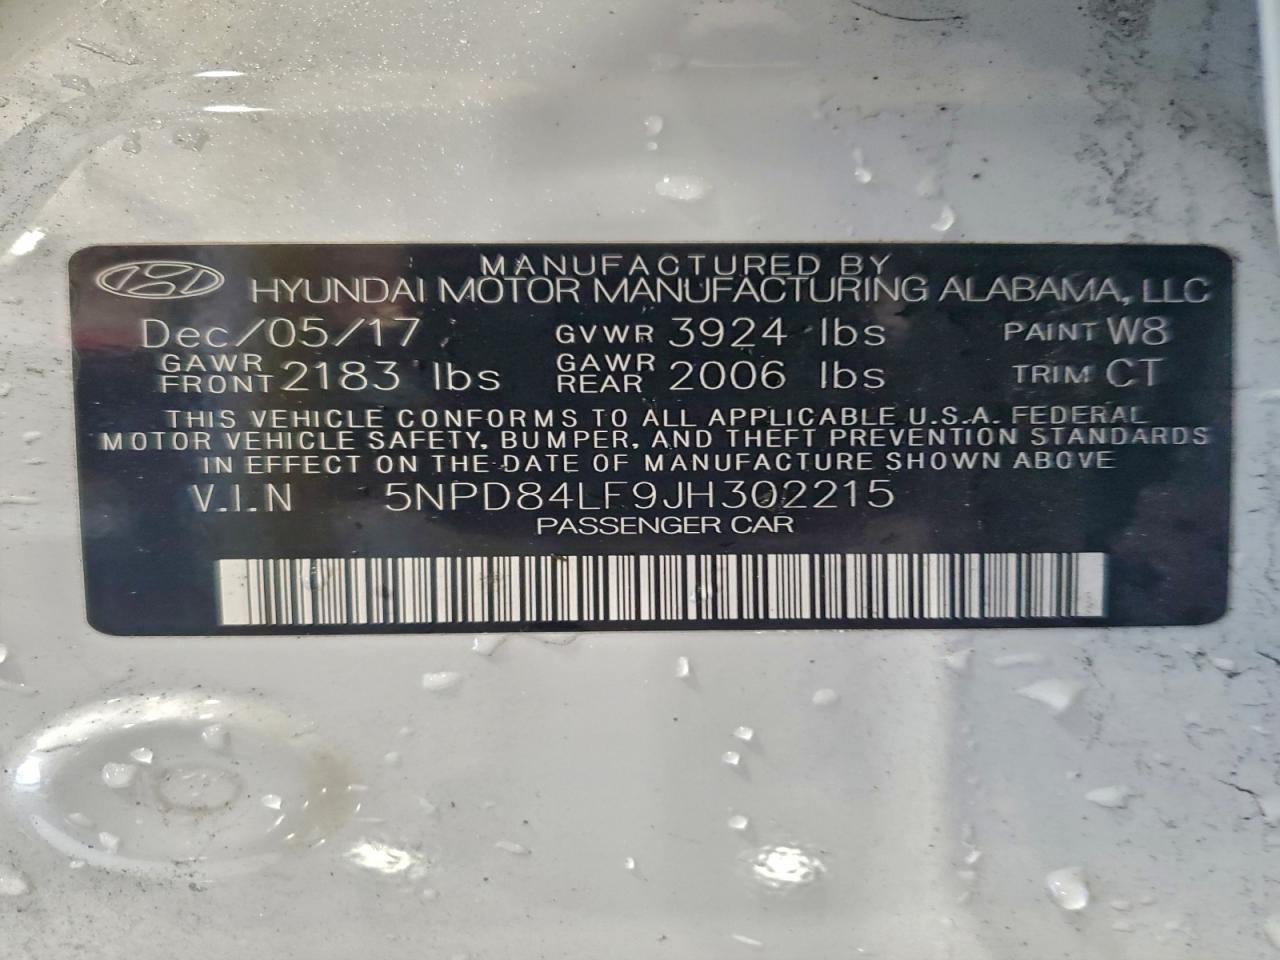 MANUFACTURED BY
HYUNDAI MOTOR MANUFACTURING ALABAMA, LLC
Dec/05/17 GVWR 3924 lbs PAINT W8
GAWR FRONT 2183 lbs GAWR REAR 2006 lbs TRIM CT
THIS VEHICLE CONFORMS TO ALL APPLICABLE U.S.A. FEDERAL
MOTOR VEHICLE SAFETY, BUMPER, AND THEFT PREVENTION STANDARDS
IN EFFECT ON THE DATE OF MANUFACTURE SHOWN ABOVE
V.I.N 5NPD84LF9JH302215
PASSENGER CAR